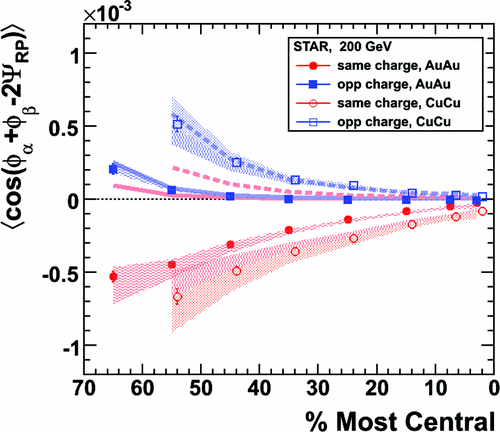 ×10⁻³
STAR, 200 GeV
same charge, AuAu
opp charge, AuAu
same charge, CuCu
opp charge, CuCu
⟨cos(ϕα+ϕβ-2ΨRP)⟩
1
0.5
0
-0.5
-1
70 60 50 40 30 20 10 0
% Most Central